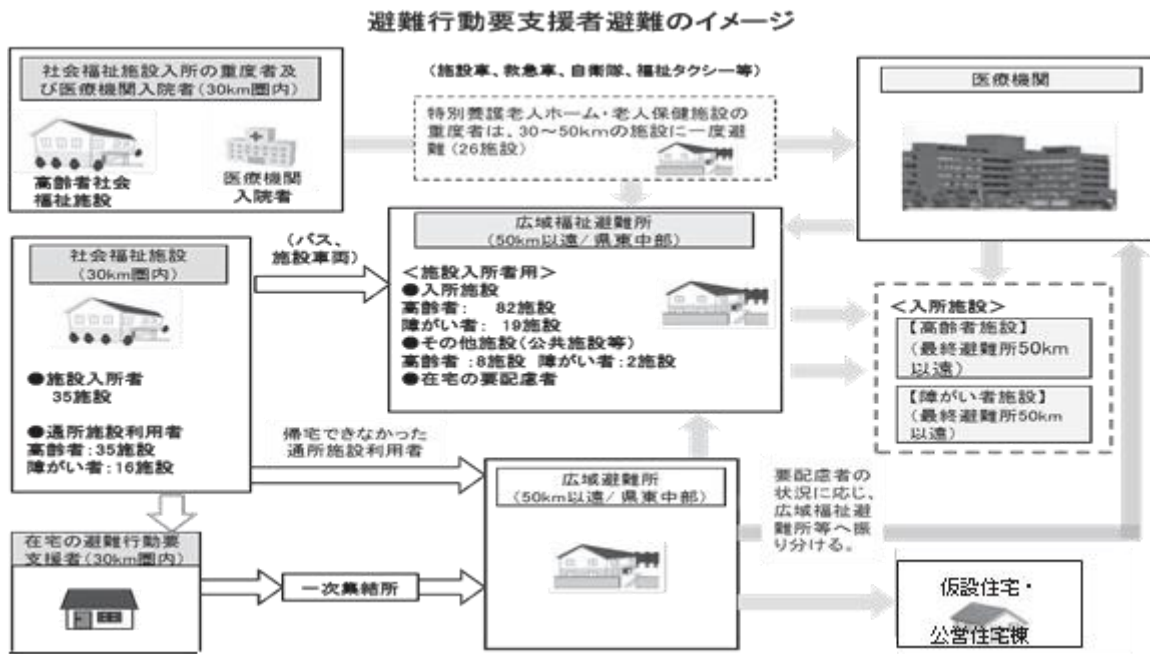 避難行動要支援者避難のイメージ
社会福祉施設入所の重度者及
び医療機関入院者(30km圏内)
高齢者社会
福祉施設
医療機関
入院者
(施設車、救急車、自衛隊、福祉タクシー等)
特別養護老人ホーム・老人保健施設の
重度者は、30～50kmの施設に一度避
難(26施設)
医療機関
社会福祉施設
(30km圏内)
●施設入所者
35施設
●通所施設利用者
高齢者:35施設
障がい者:16施設
(バス、
施設車両)
広域福祉避難所
(50km以遠/県東中部)
＜施設入所者用＞
●入所施設
高齢者: 82施設
障がい者: 19施設
●その他施設(公共施設等)
高齢者:8施設 障がい者:2施設
●在宅の要配慮者
＜入所施設＞
【高齢者施設】
(最終避難所50km
以遠)
【障がい者施設】
(最終避難所50km
以遠)
帰宅できなかった
通所施設利用者
広域避難所
(50km以遠/県東中部)
要配慮者の
状況に応じ、
広域福祉避
難所等へ振
り分ける。
在宅の避難行動要
支援者(30km圏内)
一次集結所
仮設住宅・
公営住宅棟